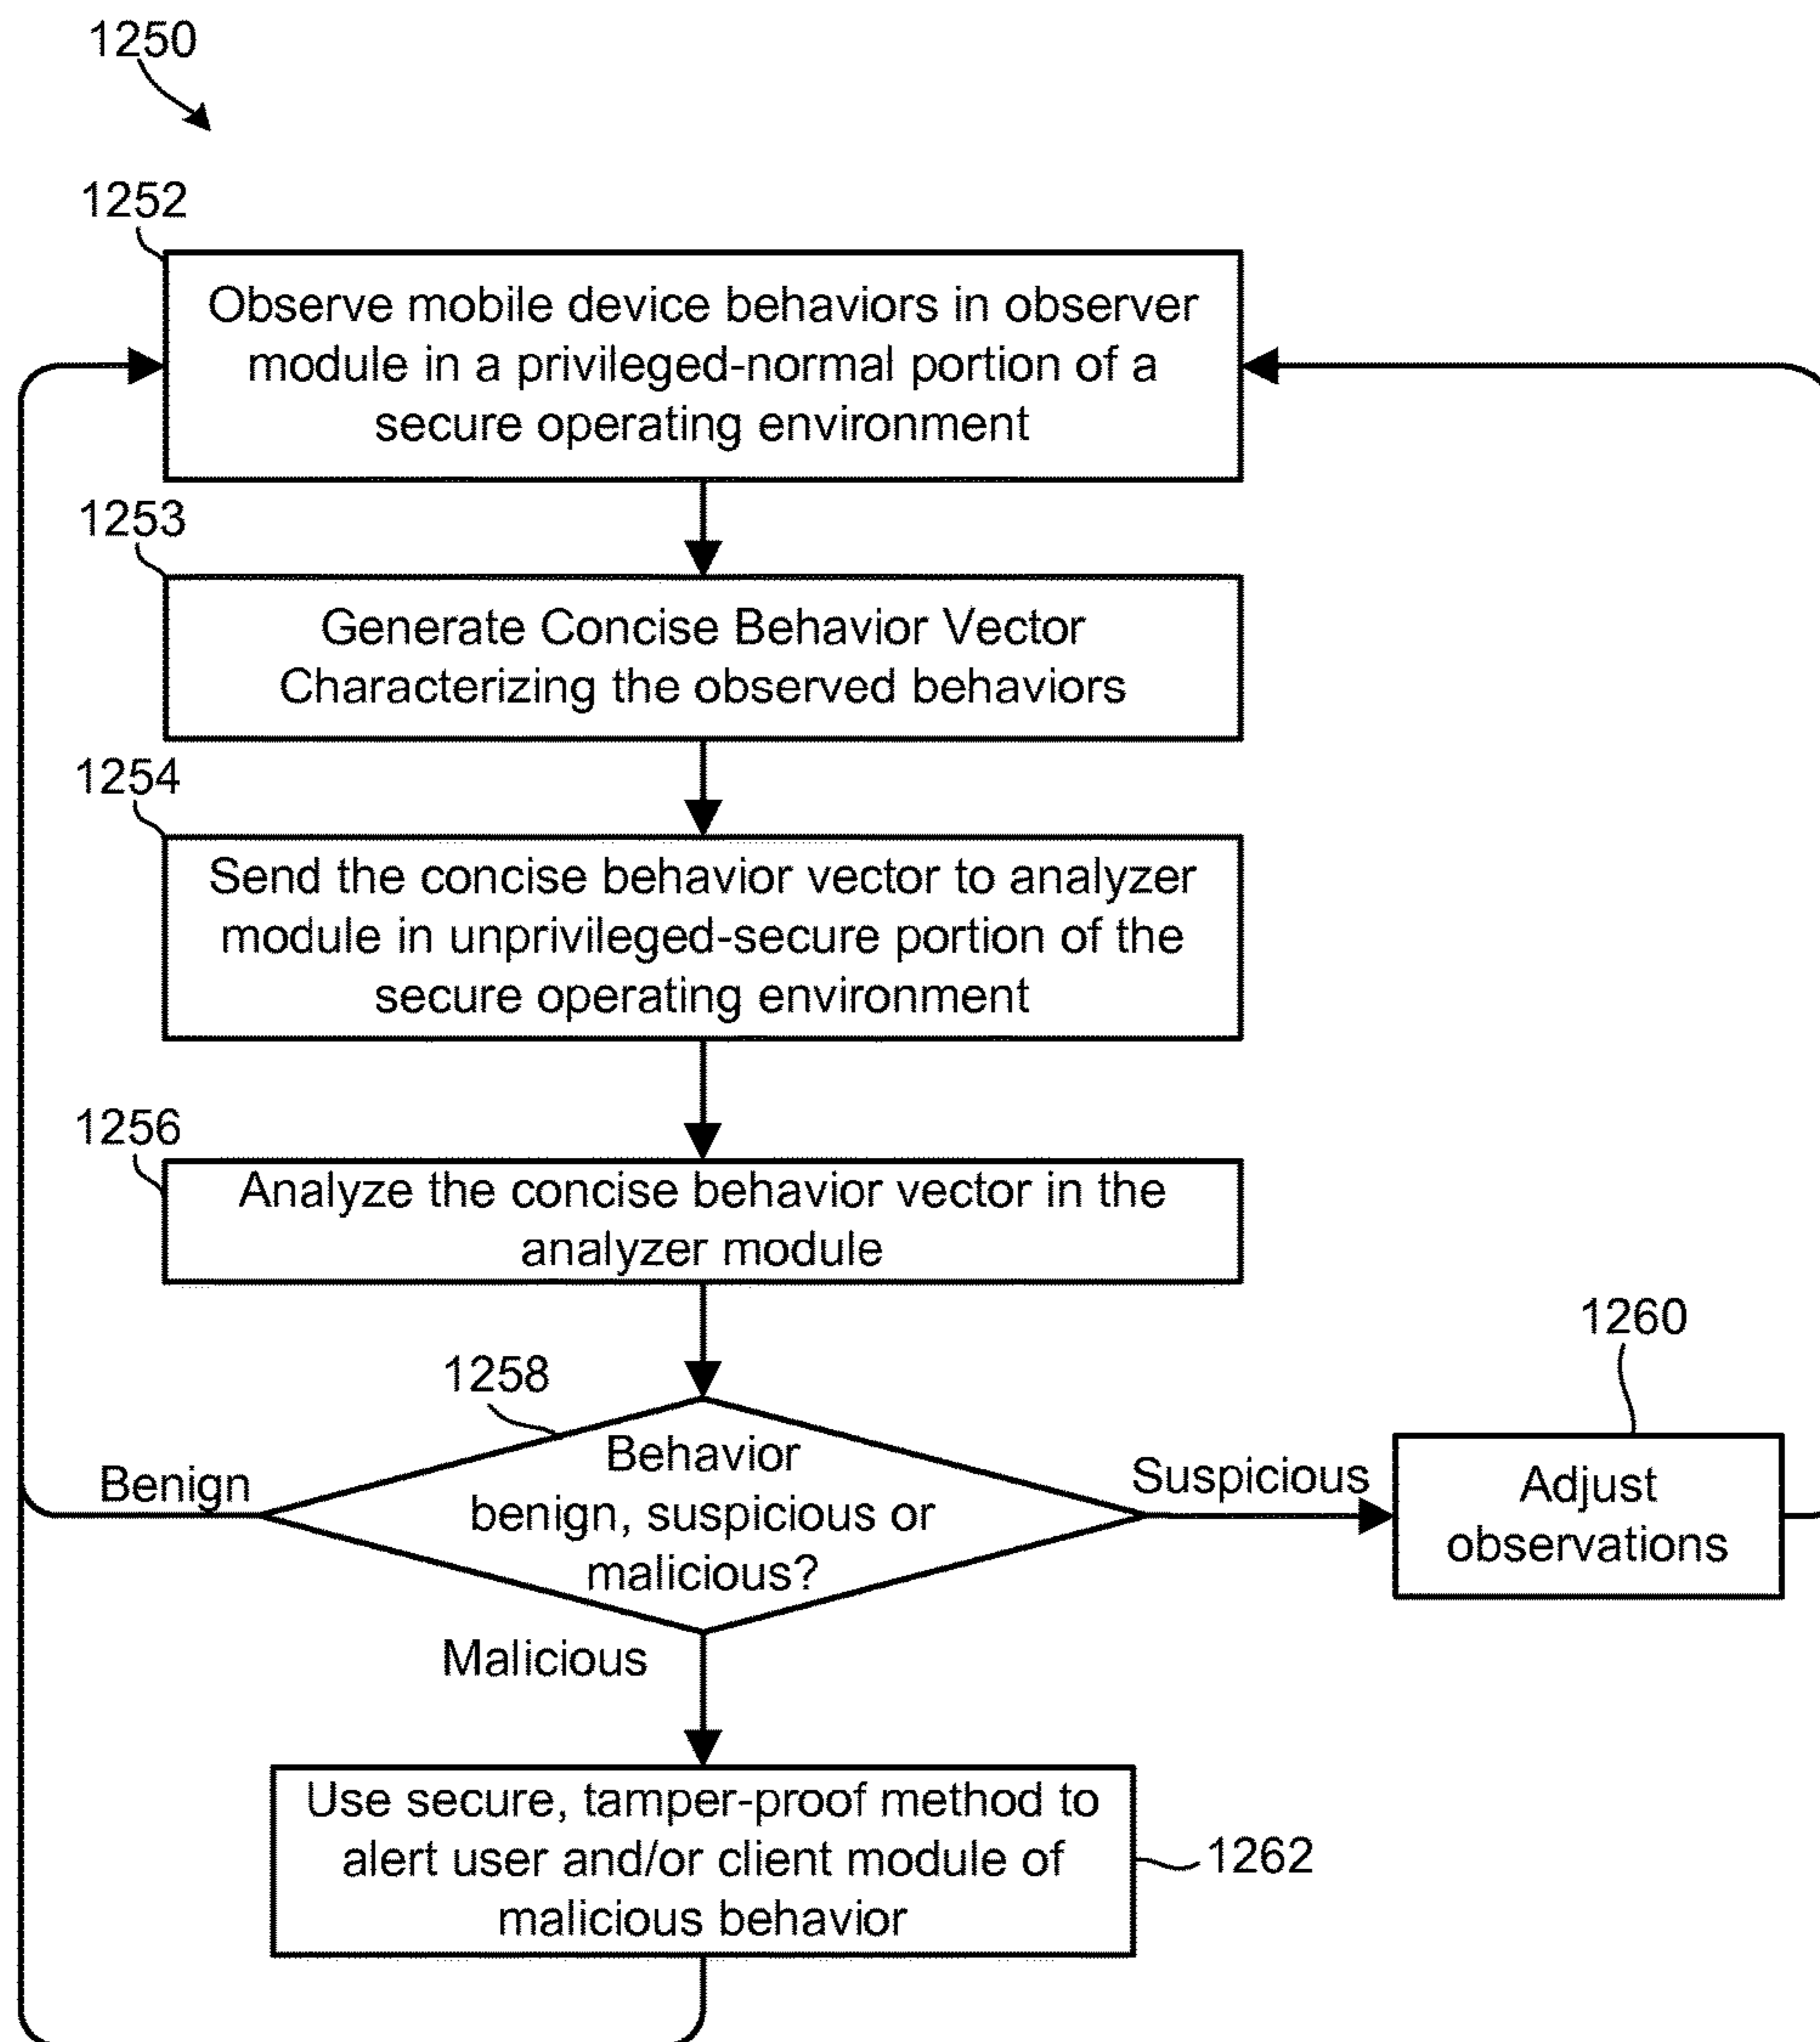 1250
1252
Observe mobile device behaviors in observer
module in a privileged-normal portion of a
secure operating environment
1253
Generate Concise Behavior Vector
Characterizing the observed behaviors
1254
Send the concise behavior vector to analyzer
module in unprivileged-secure portion of the
secure operating environment
1256
Analyze the concise behavior vector in the
analyzer module
1258
Behavior
benign, suspicious or
malicious?
Benign
Suspicious
1260
Adjust
observations
Malicious
Use secure, tamper-proof method to
alert user and/or client module of
malicious behavior
1262